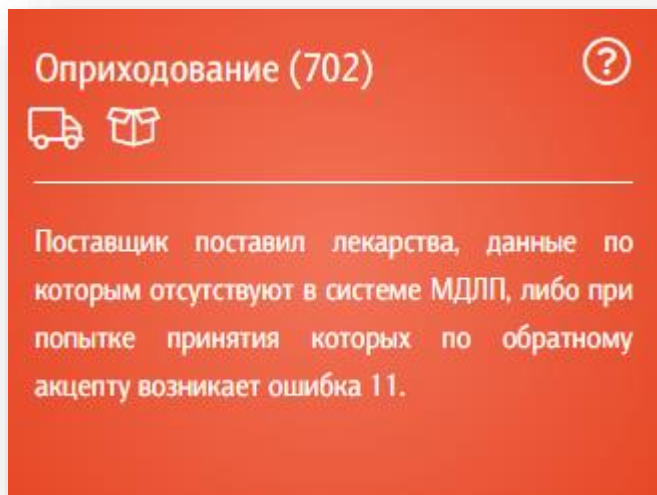 Оприходование (702)
Поставщик поставил лекарства, данные по
которым отсутствуют в системе МДЛП, либо при
попытке принятия которых по обратному
акцепту возникает ошибка 11.